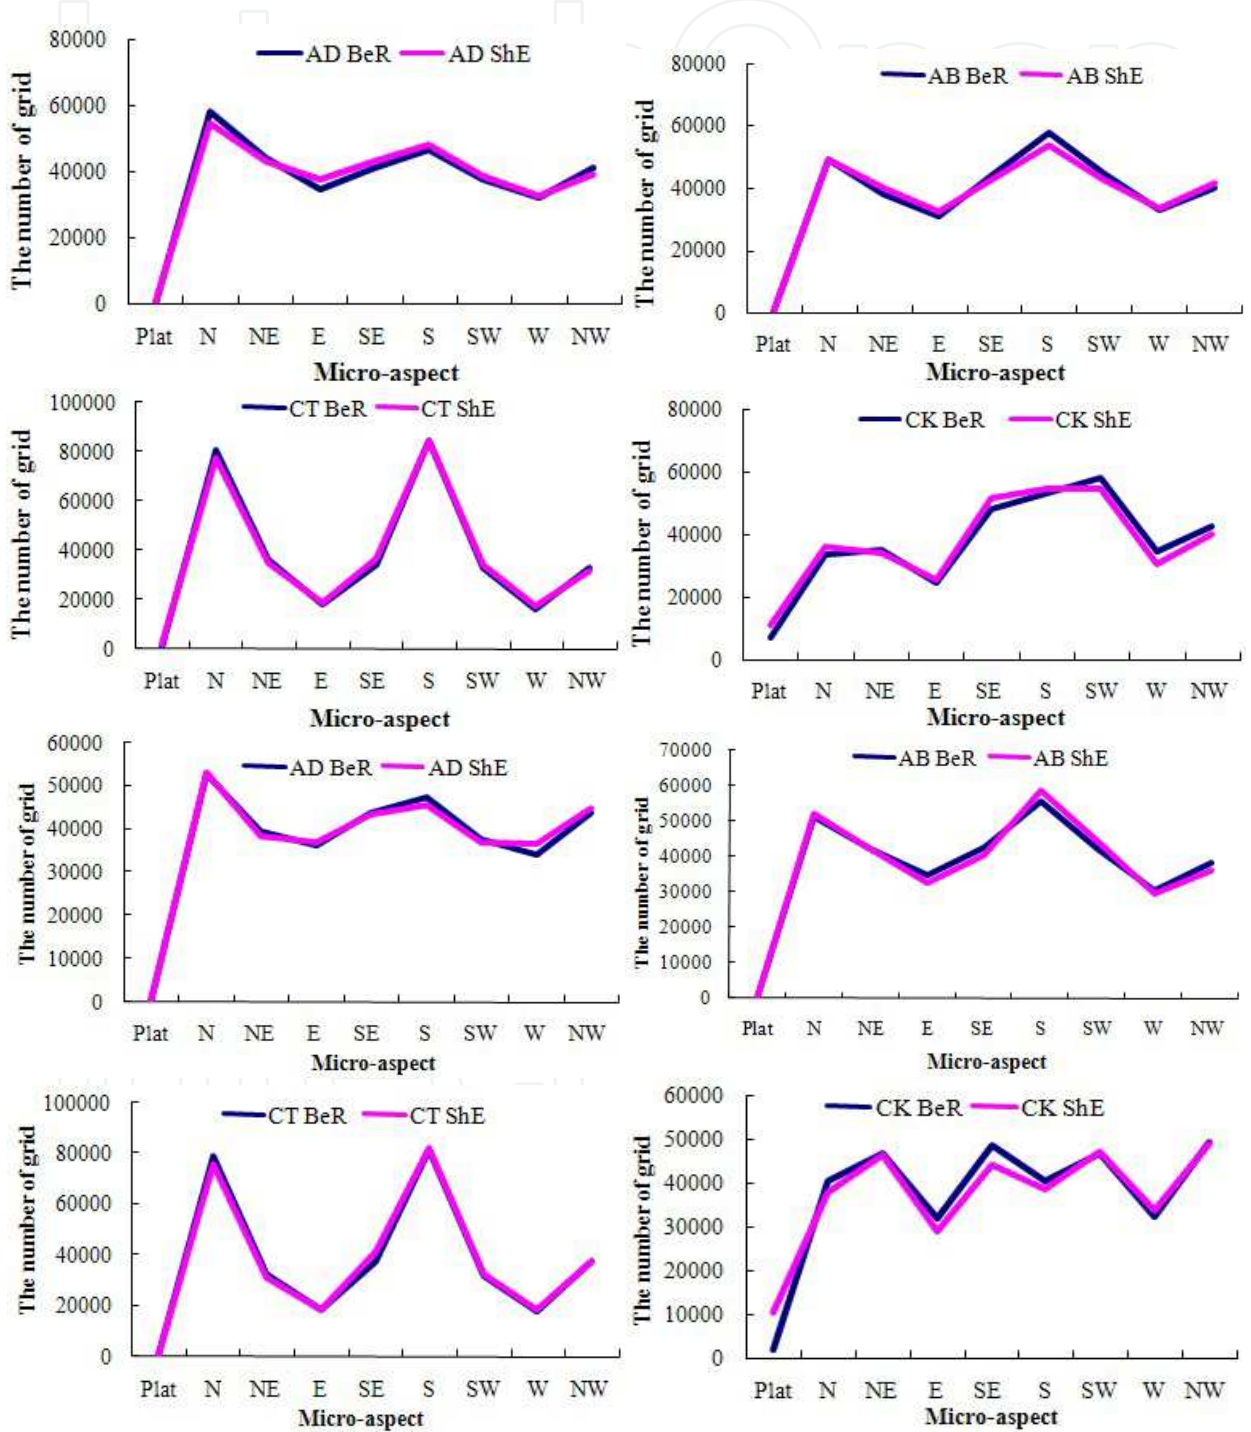 AD BeR AD ShE
80000
60000
40000
20000
0
The number of grid
Plat N NE E SE S SW W NW
Micro-aspect
AB BeR AB ShE
80000
60000
40000
20000
0
The number of grid
Plat N NE E SE S SW W NW
Micro-aspect
CT BeR CT ShE
100000
80000
60000
40000
20000
0
The number of grid
Plat N NE E SE S SW W NW
Micro-aspect
CK BeR CK ShE
80000
60000
40000
20000
0
The number of grid
Plat N NE E SE S SW W NW
Micro-aspect
AD BeR AD ShE
60000
50000
40000
30000
20000
10000
0
The number of grid
Plat N NE E SE S SW W NW
Micro-aspect
AB BeR AB ShE
70000
60000
50000
40000
30000
20000
10000
0
The number of grid
Plat N NE E SE S SW W NW
Micro-aspect
CT BeR CT ShE
100000
80000
60000
40000
20000
0
The number of grid
Plat N NE E SE S SW W NW
Micro-aspect
CK BeR CK ShE
60000
50000
40000
30000
20000
10000
0
The number of grid
Plat N NE E SE S SW W NW
Micro-aspect